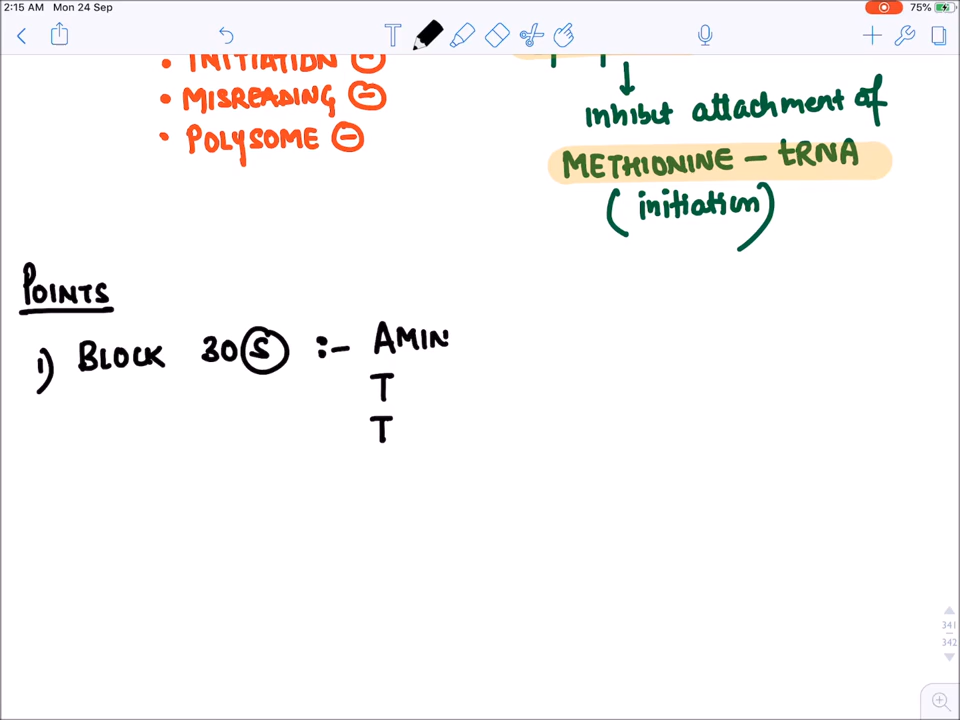 2:15 AM Mon 24 Sep
75%
T
• INITIATION ⊖
• MISREADING ⊖
• POLYSOME ⊖
inhibit attachment of
METHIONINE – tRNA
(initiation)
POINTS
1) BLOCK 30 S :- AMIN
T
T
341
342